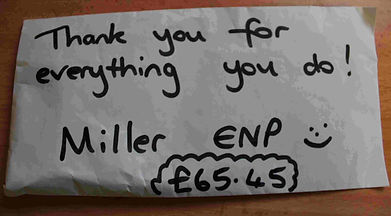 Thank you for
everything you do!
Miller ENP :)
£65.45